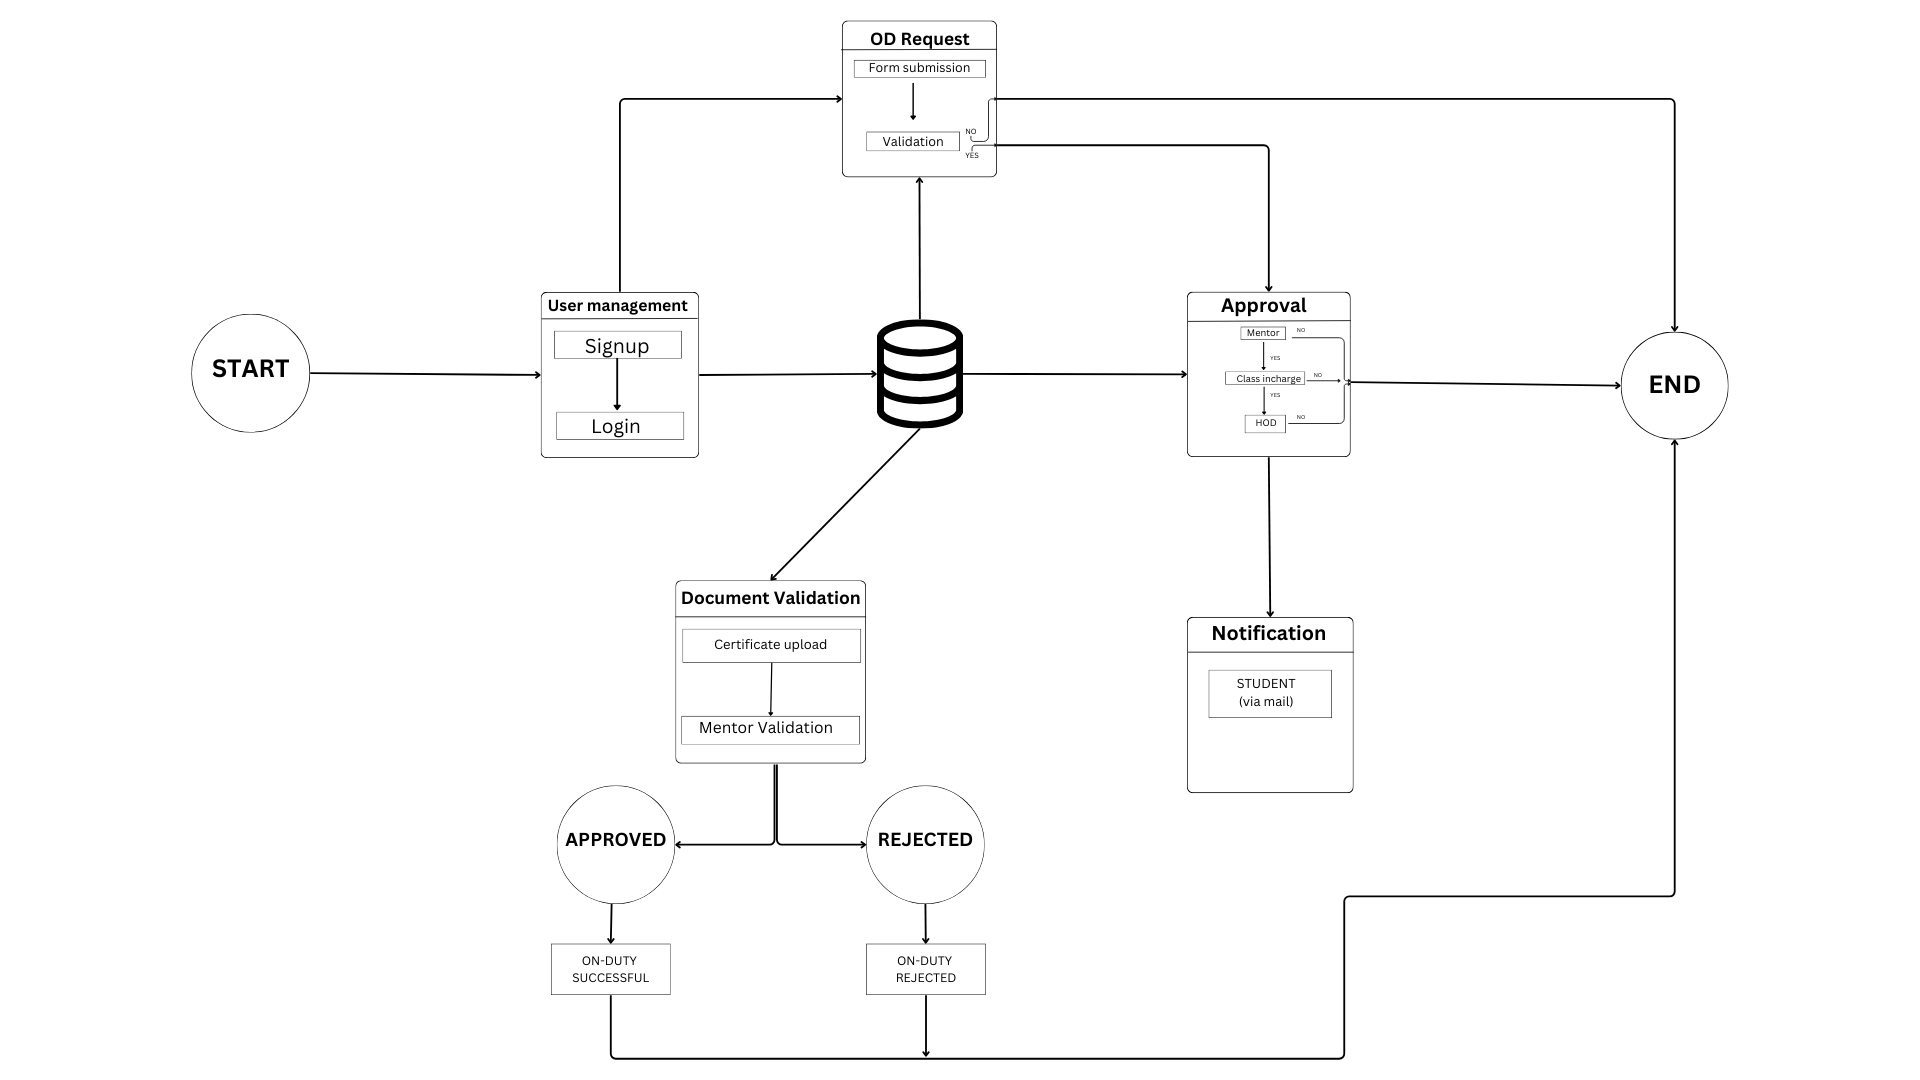 OD Request
Form submission
Validation
NO
YES
START
User management
Signup
Login
Approval
Mentor
NO
YES
Class incharge
NO
YES
HOD
NO
END
Document Validation
Certificate upload
Mentor Validation
Notification
STUDENT
(via mail)
APPROVED
REJECTED
ON-DUTY
SUCCESSFUL
ON-DUTY
REJECTED